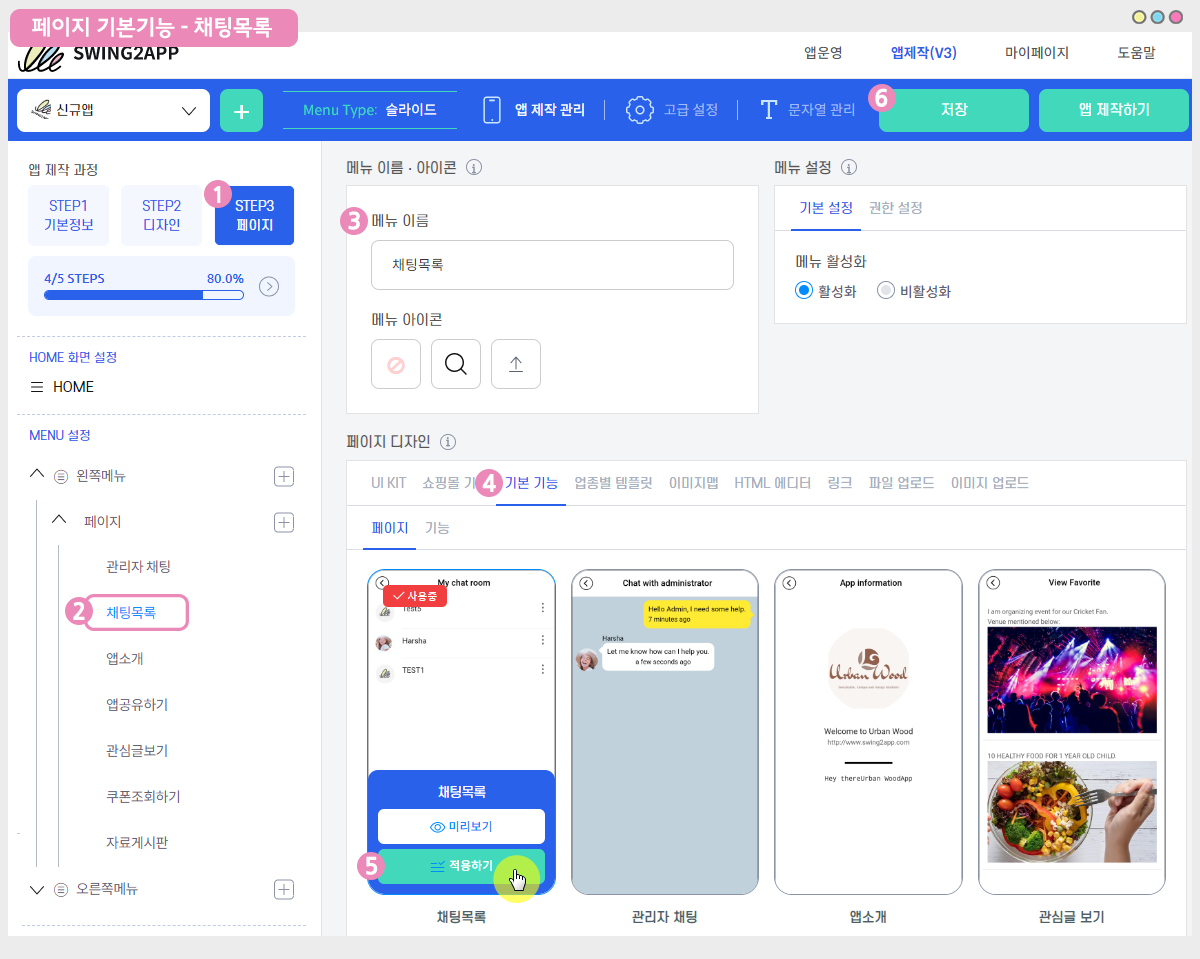 페이지 기본기능 - 채팅목록
SWING2APP
앱운영
앱제작(V3)
마이페이지
도움말
신규앱
+
Menu Type: 슬라이드
앱 제작 관리
고급 설정
문자열 관리
6
저장
앱 제작하기
앱 제작 과정
STEP1
기본정보
STEP2
디자인
1
STEP3
페이지
4/5 STEPS
80.0%
HOME 화면 설정
HOME
MENU 설정
왼쪽메뉴
페이지
관리자 채팅
2
채팅목록
앱소개
앱공유하기
관심글보기
쿠폰조회하기
자료게시판
오른쪽메뉴
메뉴 이름 · 아이콘
3
메뉴 이름
채팅목록
메뉴 아이콘
메뉴 설정
기본 설정
권한 설정
메뉴 활성화
활성화
비활성화
페이지 디자인
UI KIT
쇼핑몰 기
4
기본 기능
업종별 템플릿
이미지맵
HTML 에디터
링크
파일 업로드
이미지 업로드
페이지
기능
My chat room
사용중
Test5
Harsha
TEST1
채팅목록
미리보기
5
적용하기
채팅목록
Chat with administrator
Hello Admin, I need some help.
7 minutes ago
Harsha
Let me know how can I help you.
a few seconds ago
관리자 채팅
App information
Urban Wood
Welcome to Urban Wood
http://www.swing2app.com
Hey thereUrban WoodApp
앱소개
View Favorite
I am organizing event for our Cricket Fan.
Venue mentioned below:
10 HEALTHY FOOD FOR 1 YEAR OLD CHILD.
관심글 보기